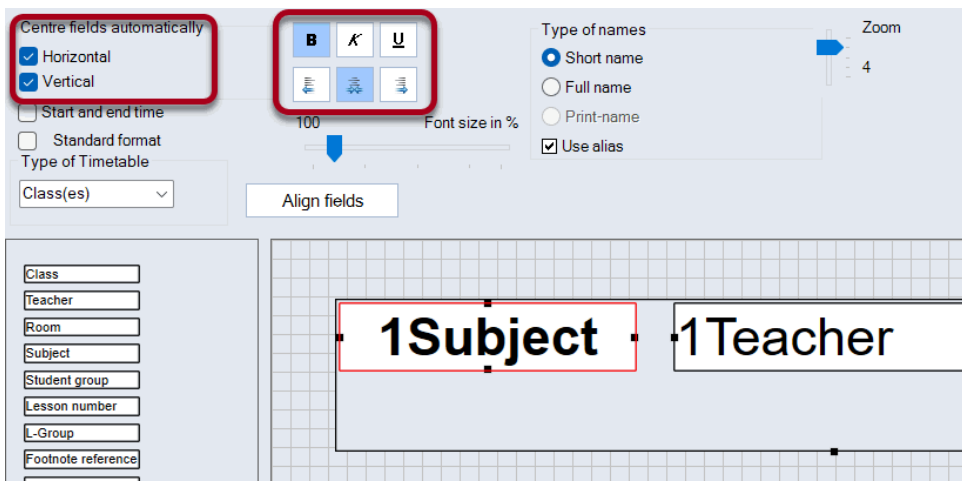 Centre fields automatically
Horizontal
Vertical
Start and end time
Standard format
Type of Timetable
Class(es)
B K U
100 Font size in %
Align fields
Type of names
Short name
Full name
Print-name
Use alias
Zoom
4
Class
Teacher
Room
Subject
Student group
Lesson number
L-Group
Footnote reference
1Subject
1Teacher